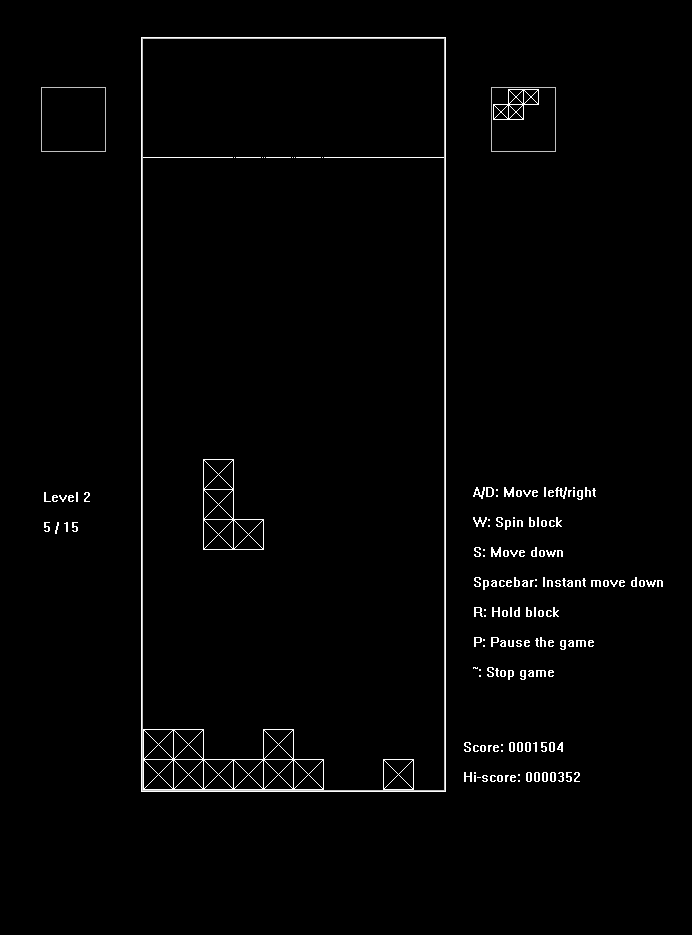 Level 2
5 / 15
A/D: Move left/right
W: Spin block
S: Move down
Spacebar: Instant move down
R: Hold block
P: Pause the game
~: Stop game
Score: 0001504
Hi-score: 0000352